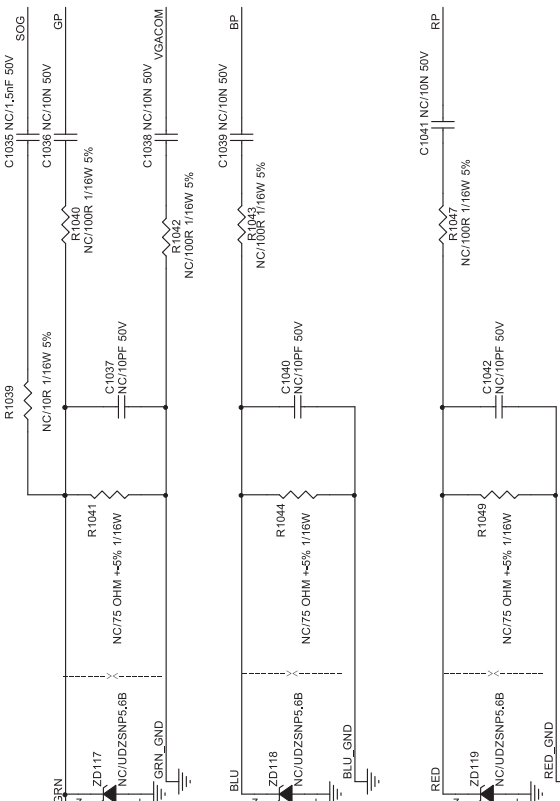 SOG
C1035 NC/1.5nF 50V
GP
C1036 NC/10N 50V
VGACOM
C1038 NC/10N 50V
BP
C1039 NC/10N 50V
RP
C1041 NC/10N 50V
R1040
NC/100R 1/16W 5%
R1042
NC/100R 1/16W 5%
R1043
NC/100R 1/16W 5%
R1047
NC/100R 1/16W 5%
R1039
NC/10R 1/16W 5%
C1037
NC/10PF 50V
C1040
NC/10PF 50V
C1042
NC/10PF 50V
R1041
NC/75 OHM +-5% 1/16W
R1044
NC/75 OHM +-5% 1/16W
R1049
NC/75 OHM +-5% 1/16W
GRN
ZD117
NC/UDZSNP5.6B
GRN_GND
BLU
ZD118
NC/UDZSNP5.6B
BLU_GND
RED
ZD119
NC/UDZSNP5.6B
RED_GND